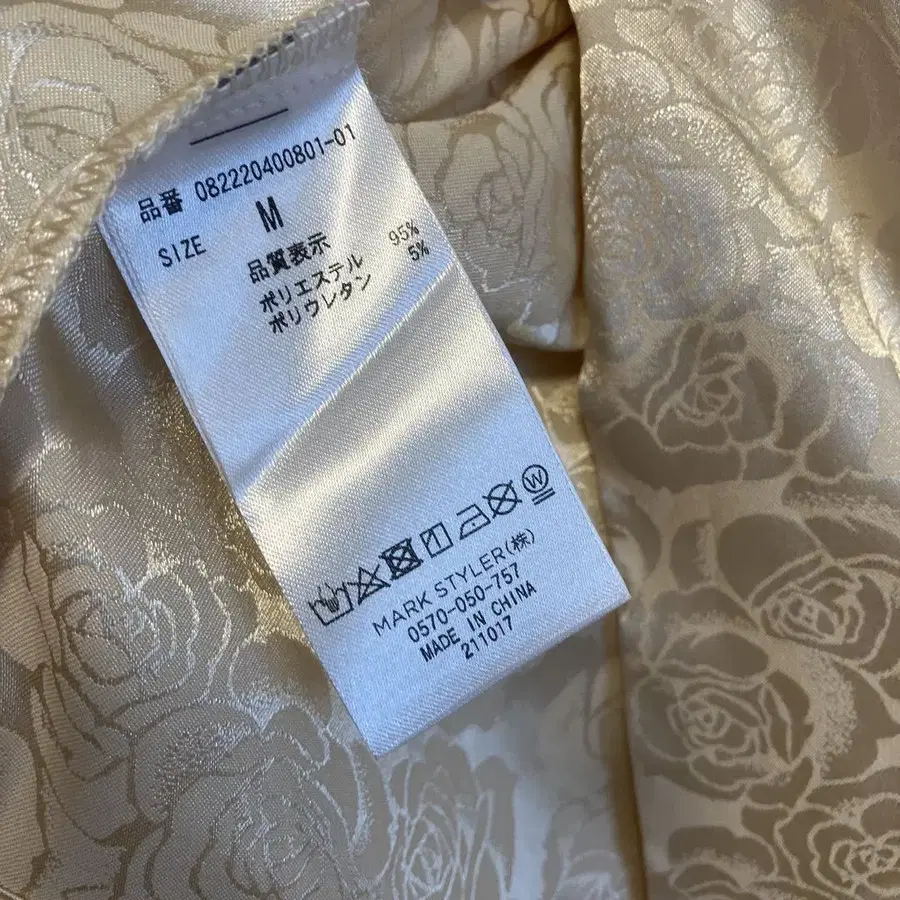 品番 082220400801-01
SIZE M
品質表示
ポリエステル 95%
ポリウレタン 5%
W
MARK STYLER(株)
0570-050-757
MADE IN CHINA
211017